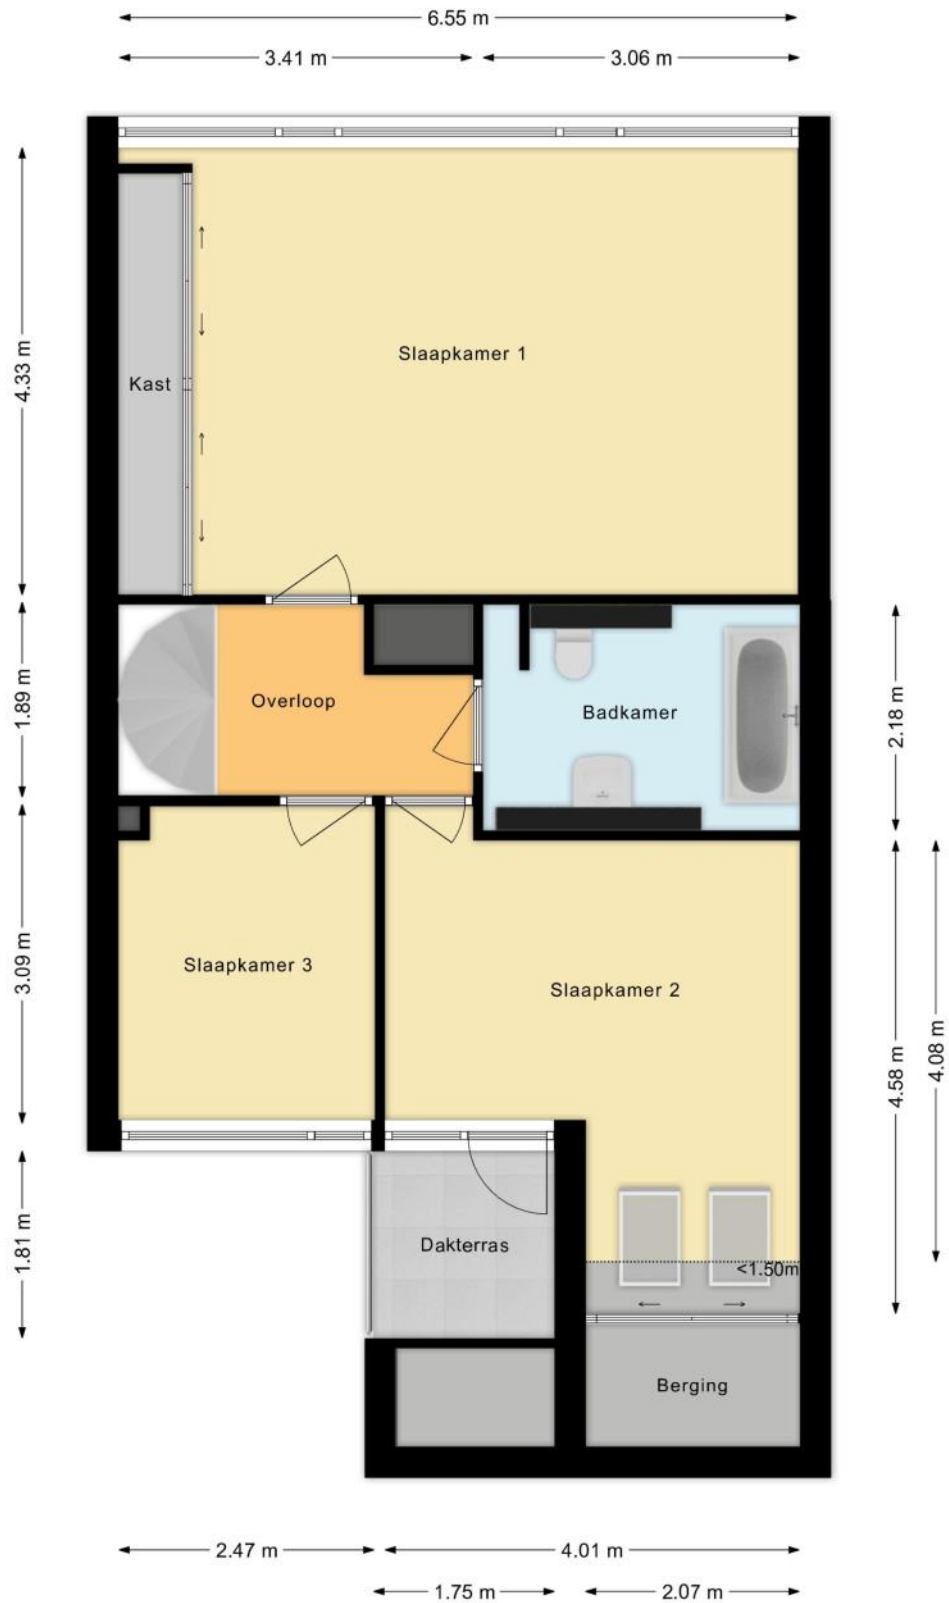 6.55 m
3.41 m
3.06 m
4.33 m
Slaapkamer 1
Kast
1.89 m
Overloop
Badkamer
2.18 m
3.09 m
Slaapkamer 3
Slaapkamer 2
4.58 m
4.08 m
1.81 m
Dakterras
<1.50m
Berging
2.47 m
4.01 m
1.75 m
2.07 m